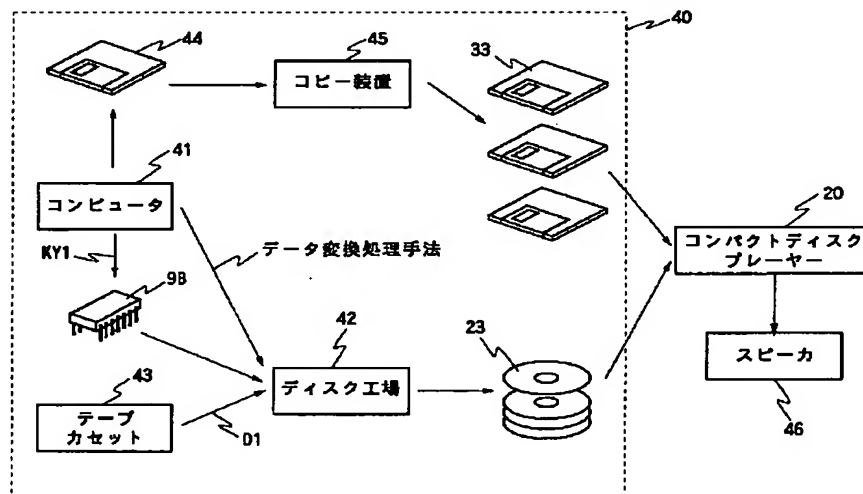 44
45
コピー装置
33
40
41
コンピュータ
KY1
データ変換処理手法
20
コンパクトディスク
プレーヤー
9B
42
ディスク工場
23
スピーカ
43
テープ
カセット
D1
46